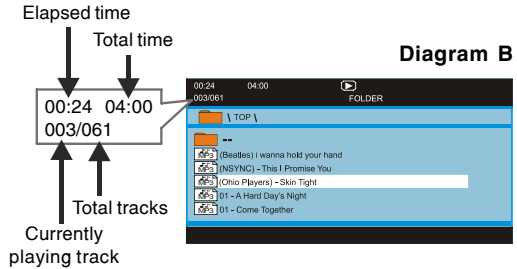 Elapsed time
Total time
Diagram B
00:24 04:00
003/061
00:24 04:00
003/061 FOLDER
\ TOP \
--
MP3 (Beatles) i wanna hold your hand
MP3 (NSYNC) - This I Promise You
MP3 (Ohio Players) - Skin Tight
MP3 01 - A Hard Day's Night
MP3 01 - Come Together
Total tracks
Currently
playing track